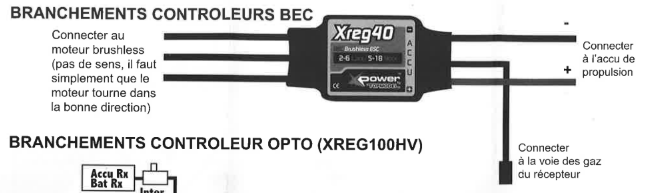 BRANCHEMENTS CONTROLEURS BEC
Connecter au
moteur brushless
(pas de sens, il faut
simplement que le
moteur tourne dans
la bonne direction)
Xreg40
Brushless ESC
2-6 5-18
power
ACCU
-
+
Connecter
à l'accu de
propulsion
Connecter
à la voie des gaz
du récepteur
BRANCHEMENTS CONTROLEUR OPTO (XREG100HV)
Accu Rx
Bat Rx
Inter